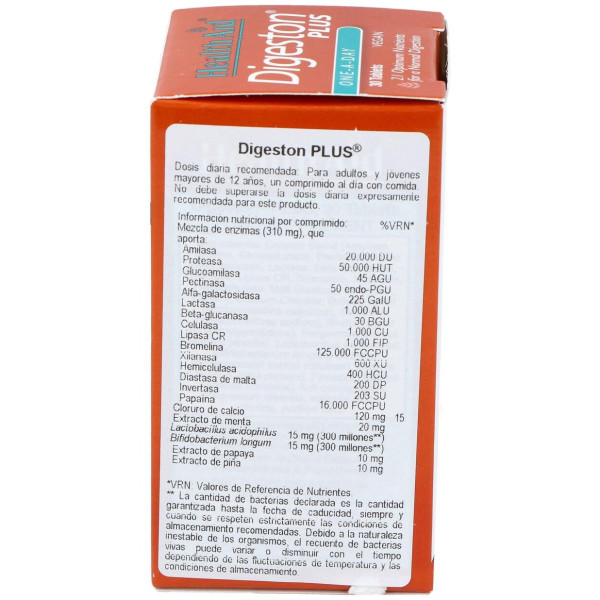 HealthAid
Digeston®
PLUS
ONE-A-DAY
30 Tablets VEGAN
21 Optimum Nutrients
for a Normal Digestion
Digeston PLUS®
Dosis diaria recomendada: Para adultos y jóvenes
mayores de 12 años, un comprimido al día con comida.
No debe superarse la dosis diaria expresamente
recomendada para este producto.
Informacion nutricional por comprimido: %VRN*
Mezcla de enzimas (310 mg), que
aporta:
Amilasa 20.000 DU
Proteasa 50.000 HUT
Glucoamilasa 45 AGU
Pectinasa 50 endo-PGU
Alfa-galactosidasa 225 GalU
Lactasa 1.000 ALU
Beta-glucanasa 30 BGU
Celulasa 1.000 CU
Lipasa CR 1.000 FIP
Bromelina 125.000 FCCPU
Xilanasa 600 XU
Hemicelulasa 400 HCU
Diastasa de malta 200 DP
Invertasa 203 SU
Papaína 16.000 FCCPU
Cloruro de calcio 120 mg 15
Extracto de menta 20 mg
Lactobacillus acidophilus 15 mg (300 millones**)
Bifidobacterium longum 15 mg (300 millones**)
Extracto de papaya 10 mg
Extracto de piña 10 mg
*VRN: Valores de Referencia de Nutrientes.
** La cantidad de bacterias declarada es la cantidad
garantizada hasta la fecha de caducidad, siempre y
cuando se respeten estrictamente las condiciones de
almacenamiento recomendadas. Debido a la naturaleza
inestable de los organismos, el recuento de bacterias
vivas puede variar o disminuir con el tiempo
dependiendo de las fluctuaciones de temperatura y las
condiciones de almacenamiento.